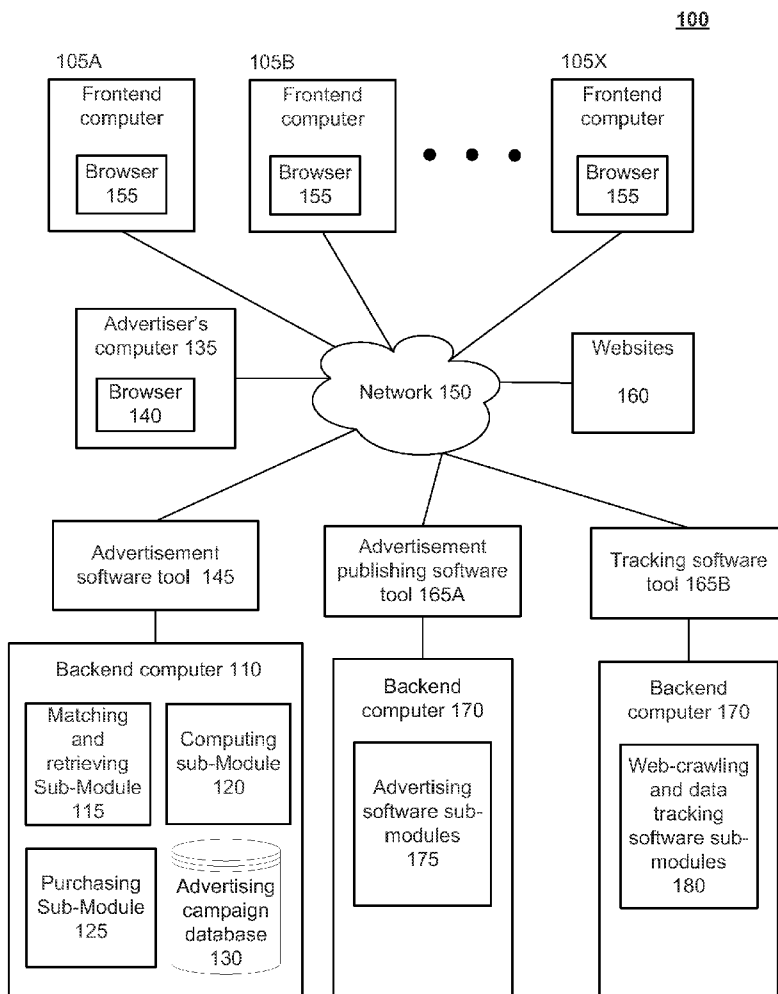 100
105A
105B
105X
Frontend
computer
Browser
155
Frontend
computer
Browser
155
Frontend
computer
Browser
155
Advertiser's
computer 135
Browser
140
Network 150
Websites
160
Advertisement
software tool 145
Advertisement
publishing software
tool 165A
Tracking software
tool 165B
Backend computer 110
Matching
and
retrieving
Sub-Module
115
Computing
sub-Module
120
Purchasing
Sub-Module
125
Advertising
campaign
database
130
Backend
computer 170
Advertising
software sub-
modules
175
Backend
computer 170
Web-crawling
and data
tracking
software sub-
modules
180